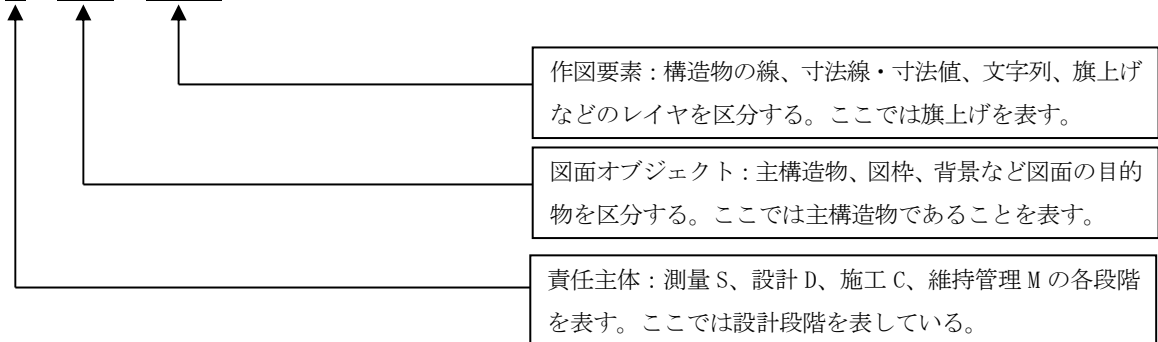 作図要素：構造物の線、寸法線・寸法値、文字列、旗上げ
などのレイヤを区分する。ここでは旗上げを表す。
図面オブジェクト：主構造物、図枠、背景など図面の目的
物を区分する。ここでは主構造物であることを表す。
責任主体：測量 S、設計 D、施工 C、維持管理 M の各段階
を表す。ここでは設計段階を表している。